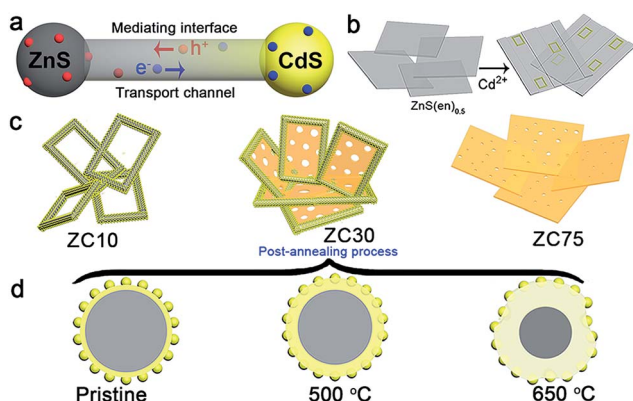 a
Mediating interface
ZnS
h⁺
e⁻
CdS
Transport channel
b
Cd²⁺
ZnS(en)₀.₅
c
ZC10
ZC30
ZC75
Post-annealing process
d
Pristine
500 °C
650 °C